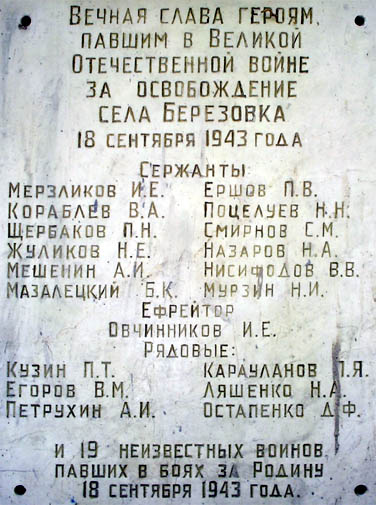 Вечная слава героям,
павшим в Великой
Отечественной войне
за освобождение
села Березовка
18 сентября 1943 года
Сержанты:
Мерзликов И.Е. Ершов П.В.
Кораблев В.А. Поцелуев Н.Н.
Щербаков П.Н. Смирнов С.М.
Жуликов Н.Е. Назаров Н.А.
Мешенин А.И. Нисифодов В.В.
Мазалецкий Б.К. Мурзин Н.И.
Ефрейтор
Овчинников И.Е.
Рядовые:
Кузин П.Т. Карауланов П.Я.
Егоров В.М. Ляшенко Н.А.
Петрухин А.И. Остапенко Д.Ф.
и 19 неизвестных воинов,
павших в боях за Родину
18 сентября 1943 года.